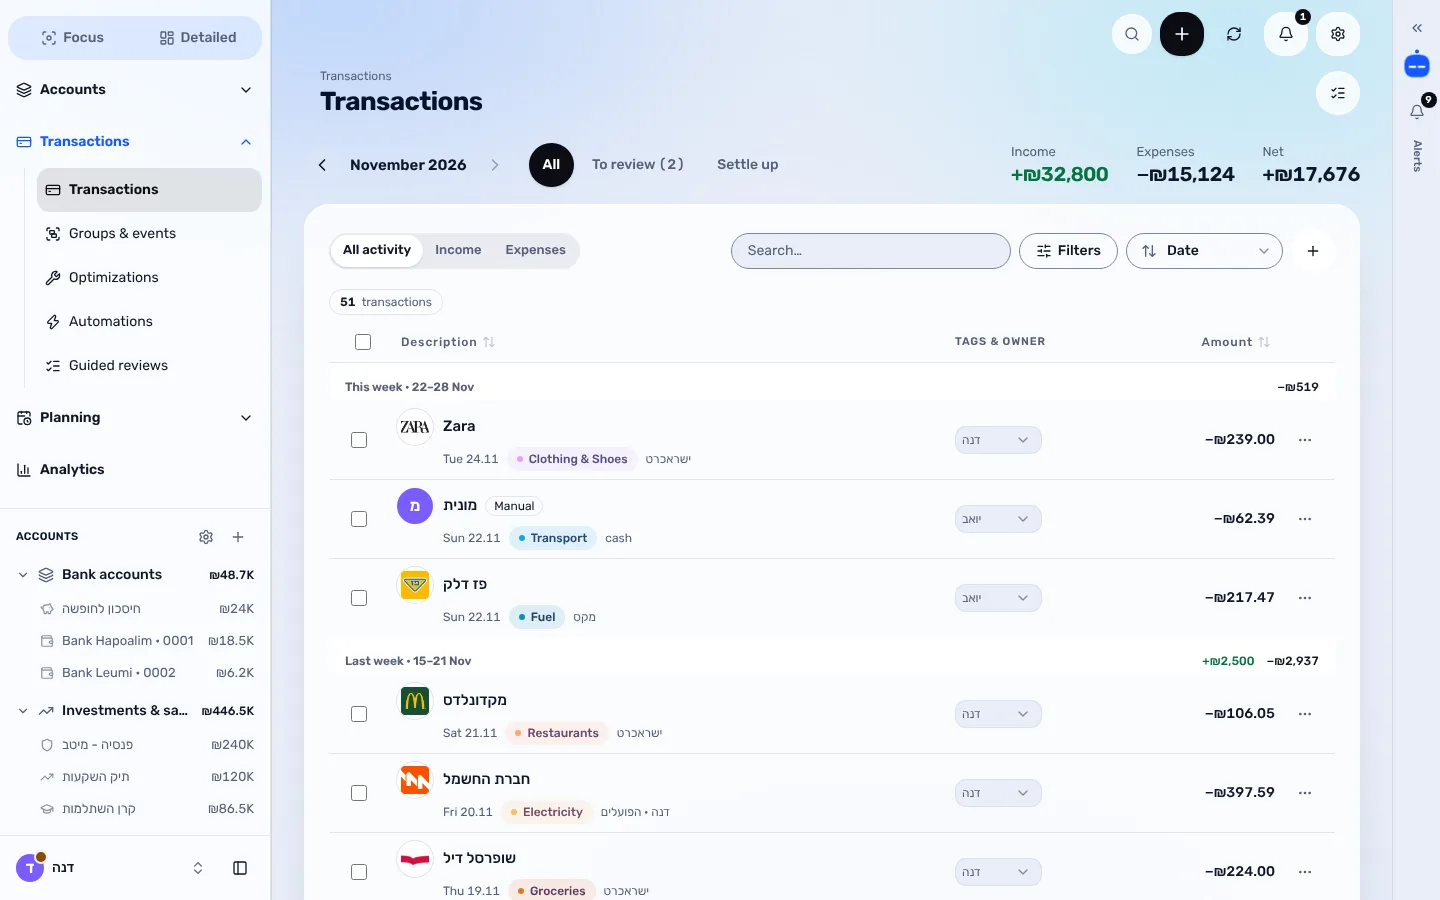 Focus
Detailed
Accounts
Transactions
Transactions
Groups & events
Optimizations
Automations
Guided reviews
Planning
Analytics
ACCOUNTS
Bank accounts ₪48.7K
חיסכון לחופשה ₪24K
Bank Hapoalim • 0001 ₪18.5K
Bank Leumi • 0002 ₪6.2K
Investments & sa... ₪446.5K
פנסיה - מיטב ₪240K
תיק השקעות ₪120K
קרן השתלמות ₪86.5K
ד דנה
1
Transactions
Transactions
November 2026
All
To review (2)
Settle up
Income
+₪32,800
Expenses
−₪15,124
Net
+₪17,676
All activity Income Expenses
Search...
Filters
Date
51 transactions
Description TAGS & OWNER Amount
This week • 22–28 Nov −₪519
ZARA Zara
Tue 24.11 Clothing & Shoes ישראכרט
דנה
−₪239.00
מ מונית Manual
Sun 22.11 Transport cash
יואב
−₪62.39
פז דלק
Sun 22.11 Fuel מקס
יואב
−₪217.47
Last week • 15–21 Nov +₪2,500 −₪2,937
מקדונלדס
Sat 21.11 Restaurants ישראכרט
דנה
−₪106.05
חברת החשמל
Fri 20.11 Electricity דנה • הפועלים
דנה
−₪397.59
שופרסל דיל
Thu 19.11 Groceries ישראכרט
דנה
−₪224.00
9
Alerts